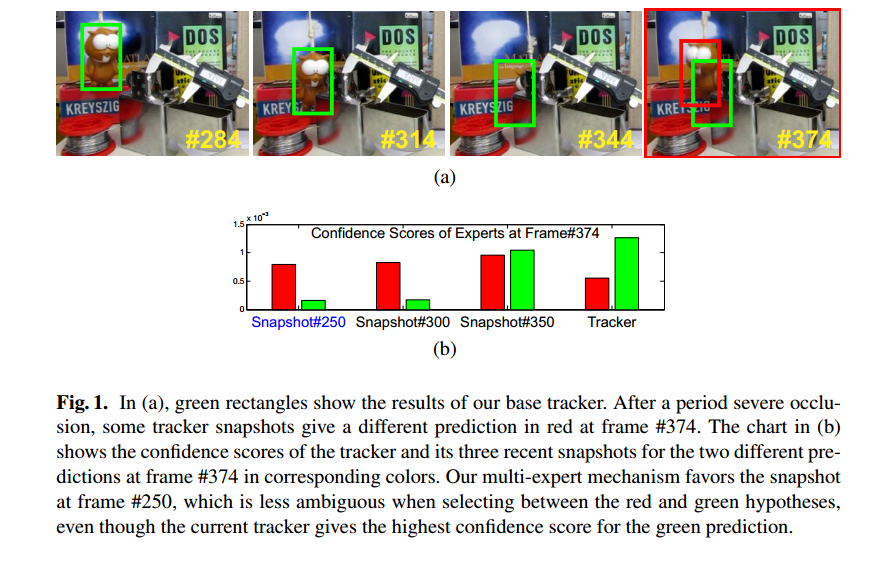 DOS
KREYSZIG
#284
DOS
KREYSZIG
#314
DOS
KREYSZIG
#344
DOS
KREYSZIG
#374
(a)
1.5 x 10⁻³
Confidence Scores of Experts at Frame#374
1
0.5
0
Snapshot#250 Snapshot#300 Snapshot#350 Tracker
(b)
Fig. 1. In (a), green rectangles show the results of our base tracker. After a period severe occlu-
sion, some tracker snapshots give a different prediction in red at frame #374. The chart in (b)
shows the confidence scores of the tracker and its three recent snapshots for the two different pre-
dictions at frame #374 in corresponding colors. Our multi-expert mechanism favors the snapshot
at frame #250, which is less ambiguous when selecting between the red and green hypotheses,
even though the current tracker gives the highest confidence score for the green prediction.